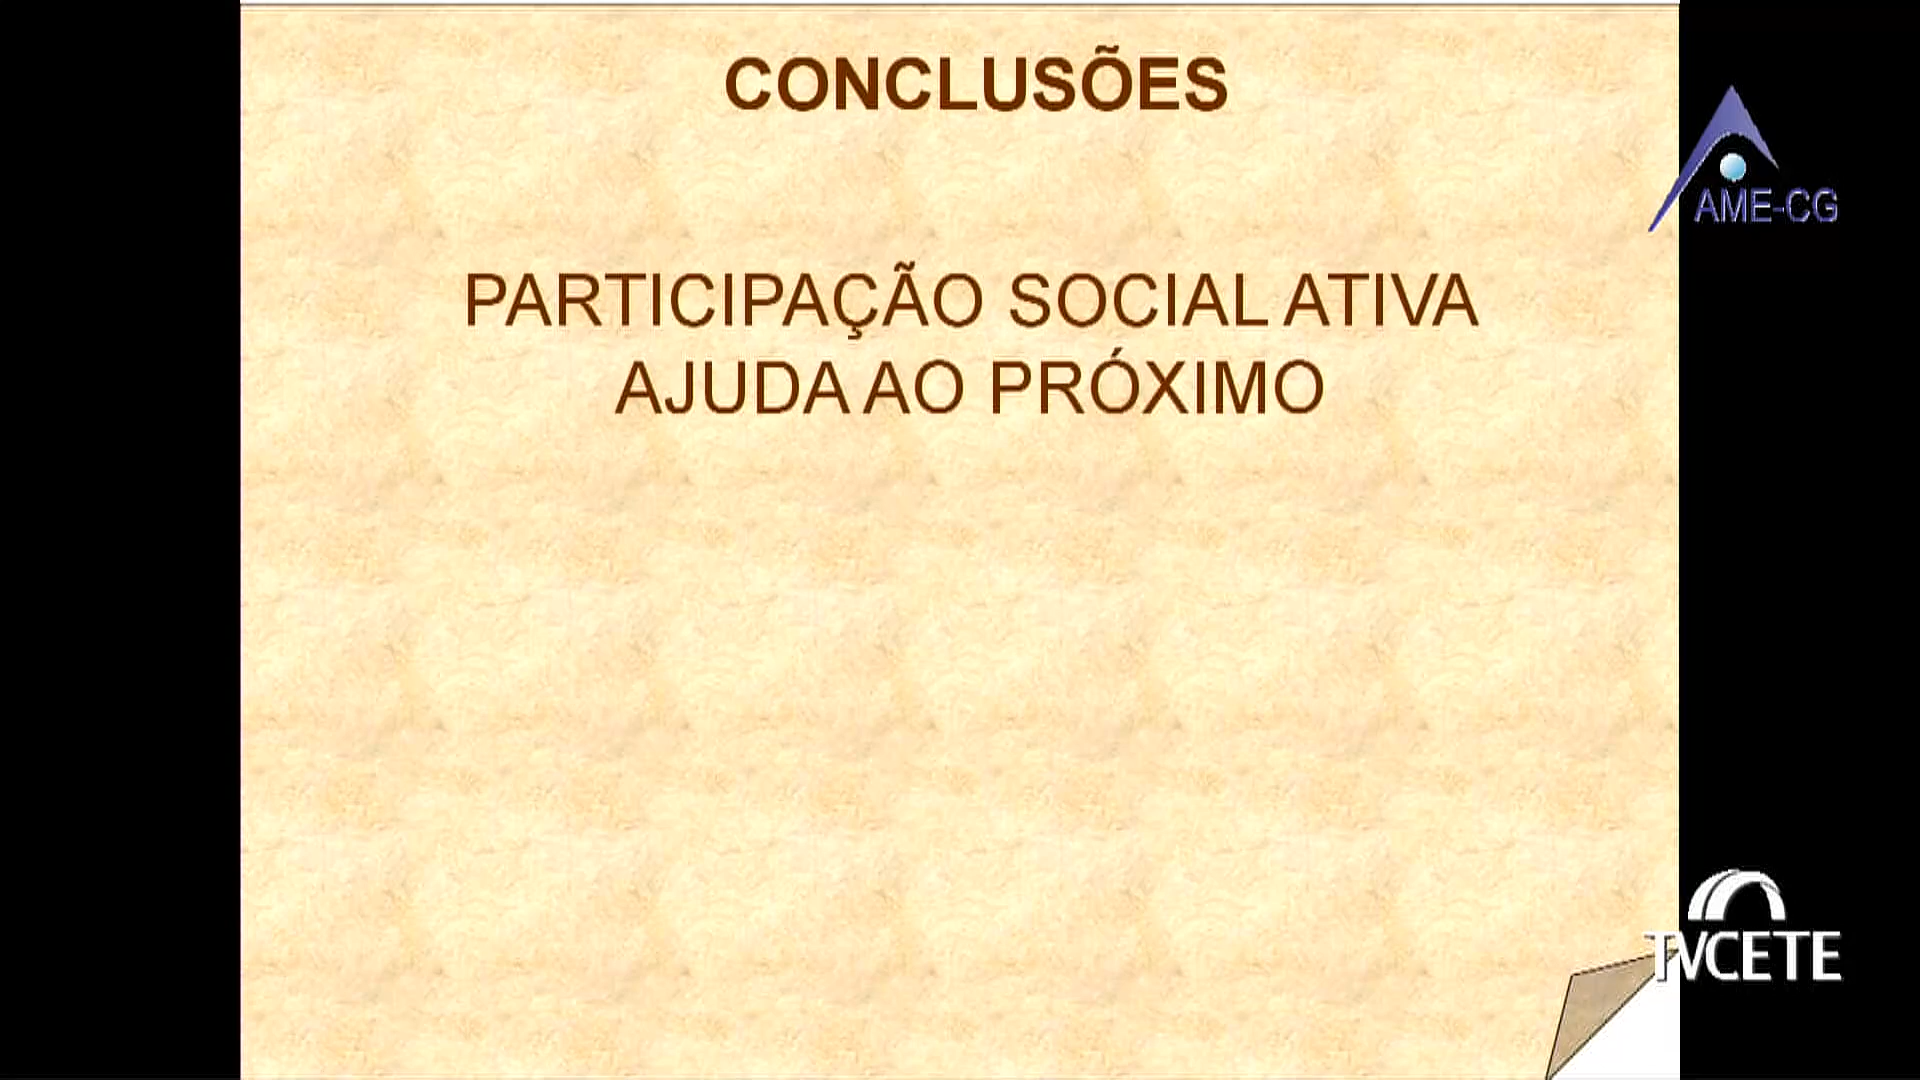 CONCLUSÕES
AME-CG
PARTICIPAÇÃO SOCIAL ATIVA
AJUDA AO PRÓXIMO
TVCETE